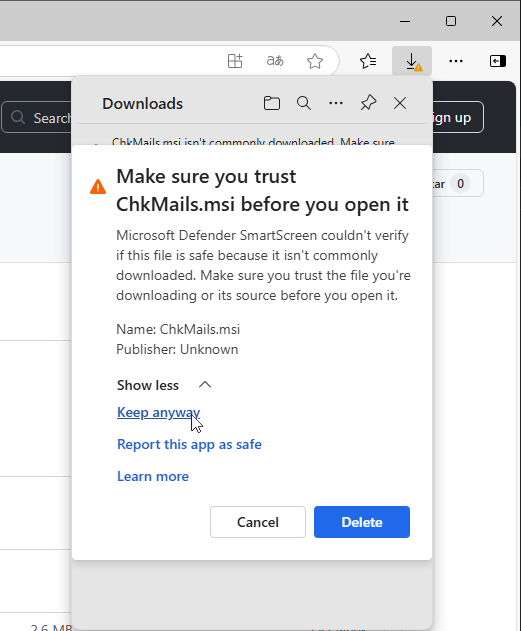 aあ
Search
Downloads
ign up
ChkMails.msi isn't commonly downloaded. Make sure
tar 0
Make sure you trust
ChkMails.msi before you open it
Microsoft Defender SmartScreen couldn't verify
if this file is safe because it isn't commonly
downloaded. Make sure you trust the file you're
downloading or its source before you open it.
Name: ChkMails.msi
Publisher: Unknown
Show less
Keep anyway
Report this app as safe
Learn more
Cancel
Delete
2.6 MB